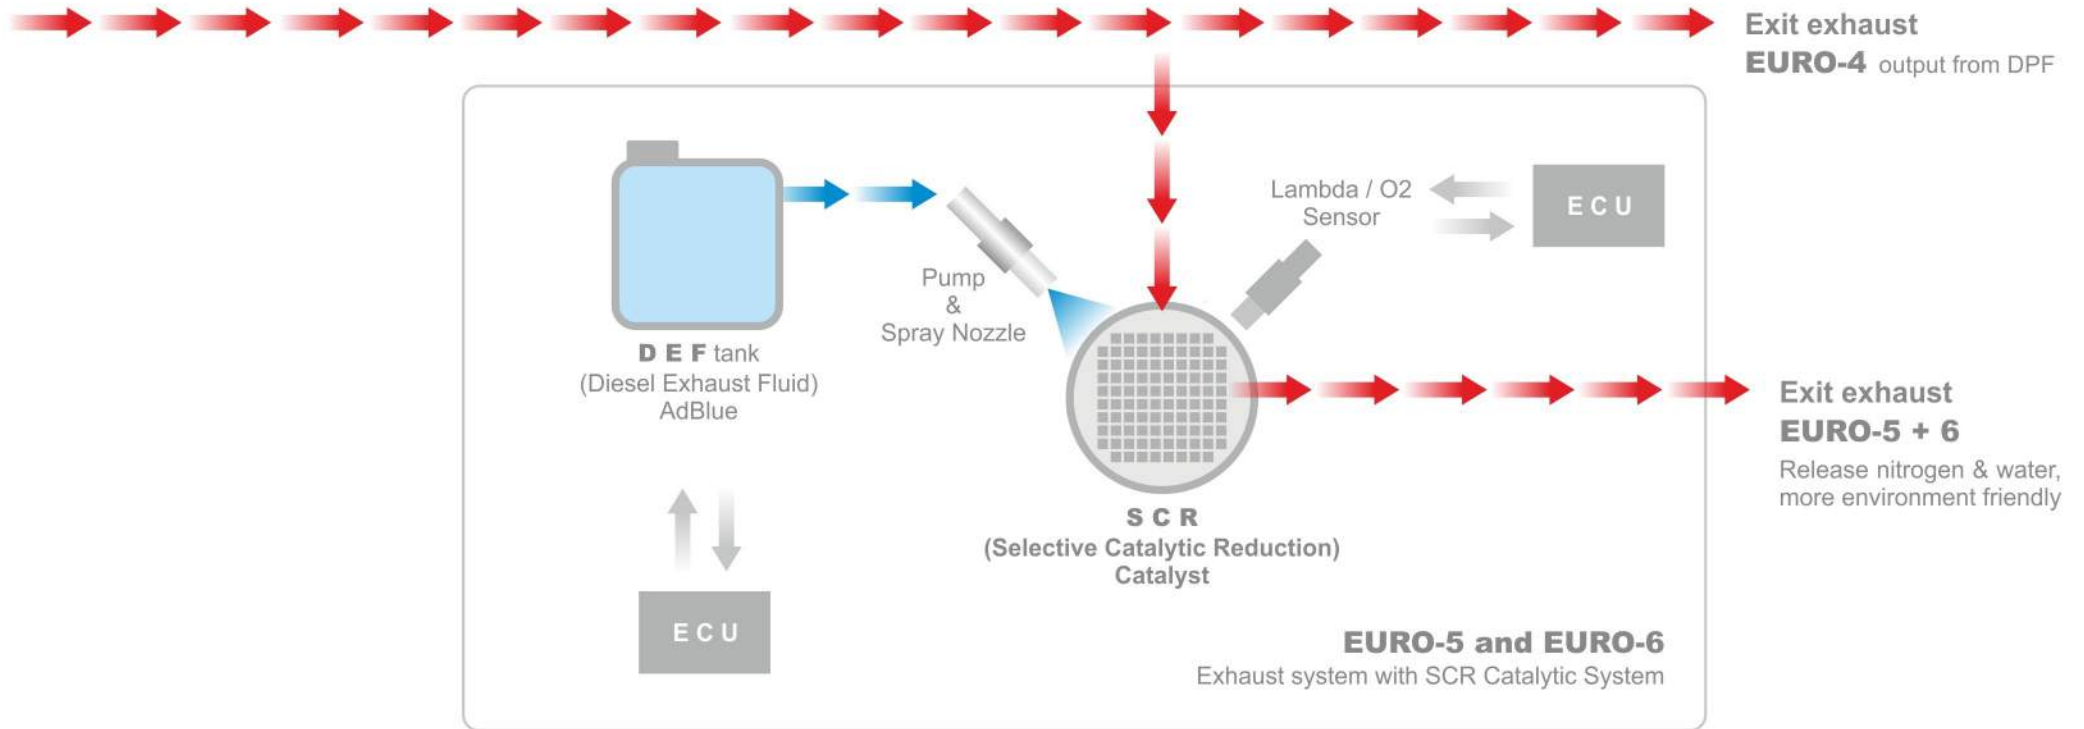 Exit exhaust
EURO-4 output from DPF
Lambda / O2
Sensor
E C U
Pump
&
Spray Nozzle
D E F tank
(Diesel Exhaust Fluid)
AdBlue
Exit exhaust
EURO-5 + 6
Release nitrogen & water,
more environment friendly
S C R
(Selective Catalytic Reduction)
Catalyst
E C U
EURO-5 and EURO-6
Exhaust system with SCR Catalytic System